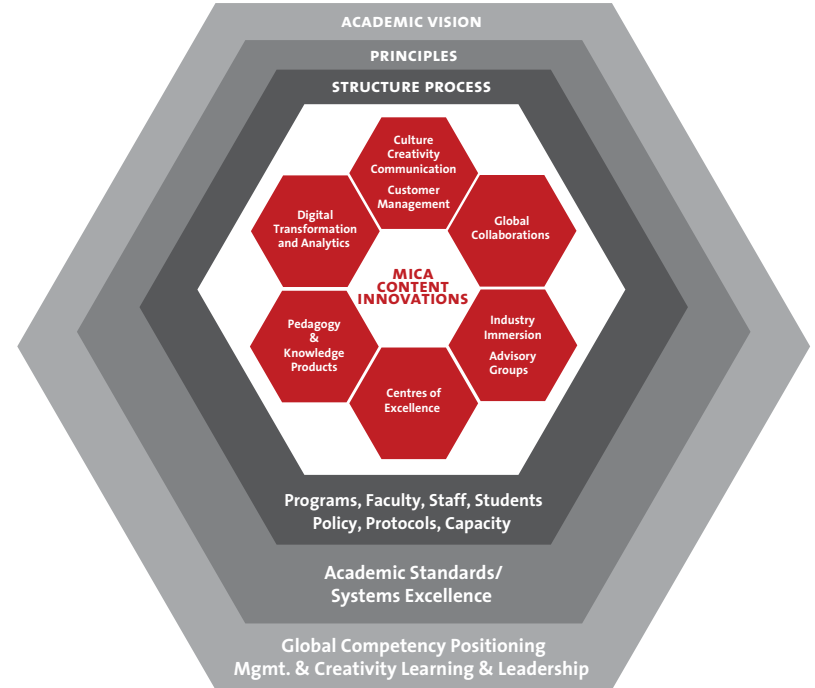 ACADEMIC VISION
PRINCIPLES
STRUCTURE PROCESS
Culture
Creativity
Communication
Customer
Management
Digital
Transformation
and Analytics
Global
Collaborations
MICA
CONTENT
INNOVATIONS
Pedagogy
&
Knowledge
Products
Industry
Immersion
Advisory
Groups
Centres of
Excellence
Programs, Faculty, Staff, Students
Policy, Protocols, Capacity
Academic Standards/
Systems Excellence
Global Competency Positioning
Mgmt. & Creativity Learning & Leadership